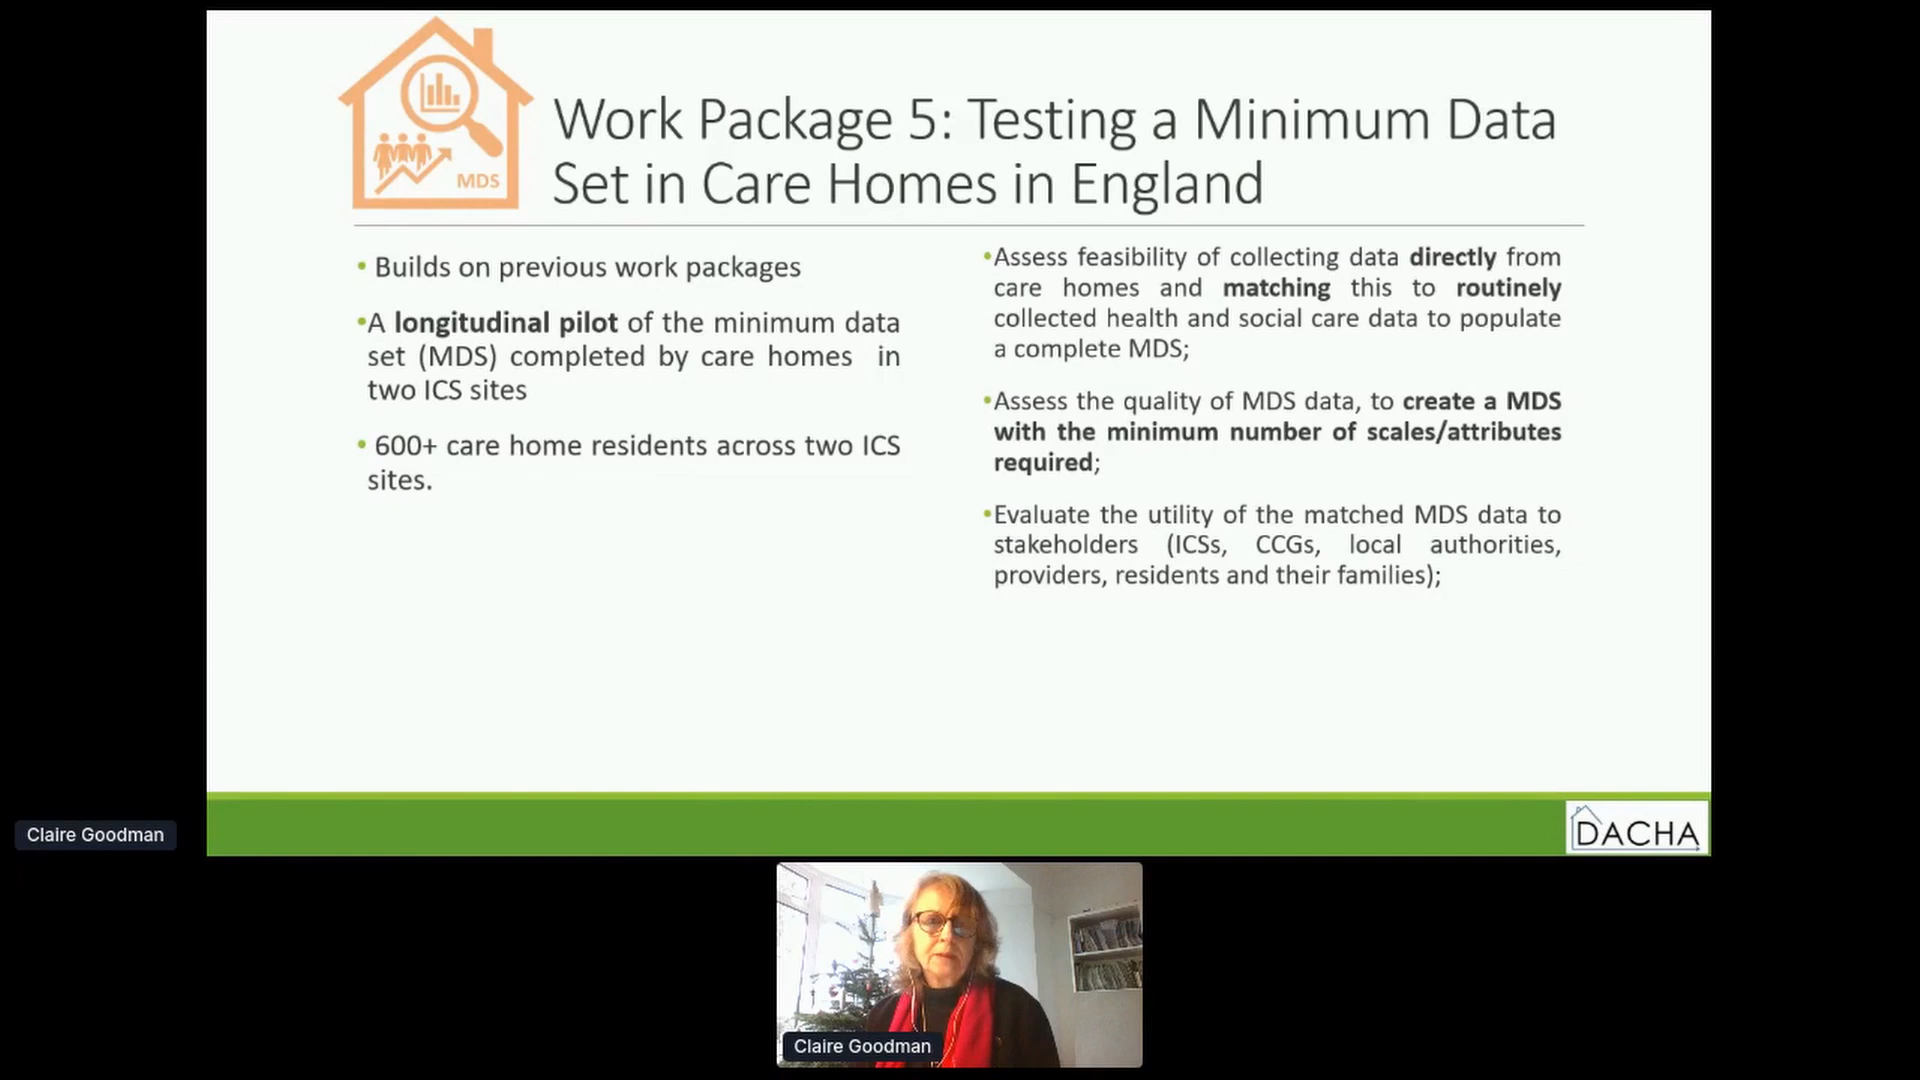 MDS
Work Package 5: Testing a Minimum Data
Set in Care Homes in England
• Builds on previous work packages
•A longitudinal pilot of the minimum data
set (MDS) completed by care homes in
two ICS sites
• 600+ care home residents across two ICS
sites.
•Assess feasibility of collecting data directly from
care homes and matching this to routinely
collected health and social care data to populate
a complete MDS;
•Assess the quality of MDS data, to create a MDS
with the minimum number of scales/attributes
required;
•Evaluate the utility of the matched MDS data to
stakeholders (ICSs, CCGs, local authorities,
providers, residents and their families);
DACHA
Claire Goodman
Claire Goodman